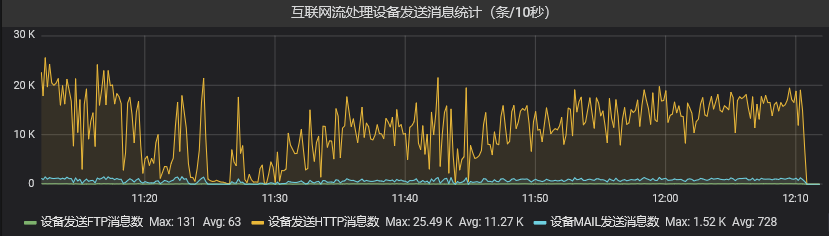 互联网流处理设备发送消息统计（条/10秒）
30 K
20 K
10 K
0
11:20 11:30 11:40 11:50 12:00 12:10
设备发送FTP消息数 Max: 131 Avg: 63 设备发送HTTP消息数 Max: 25.49 K Avg: 11.27 K 设备MAIL发送消息数 Max: 1.52 K Avg: 728